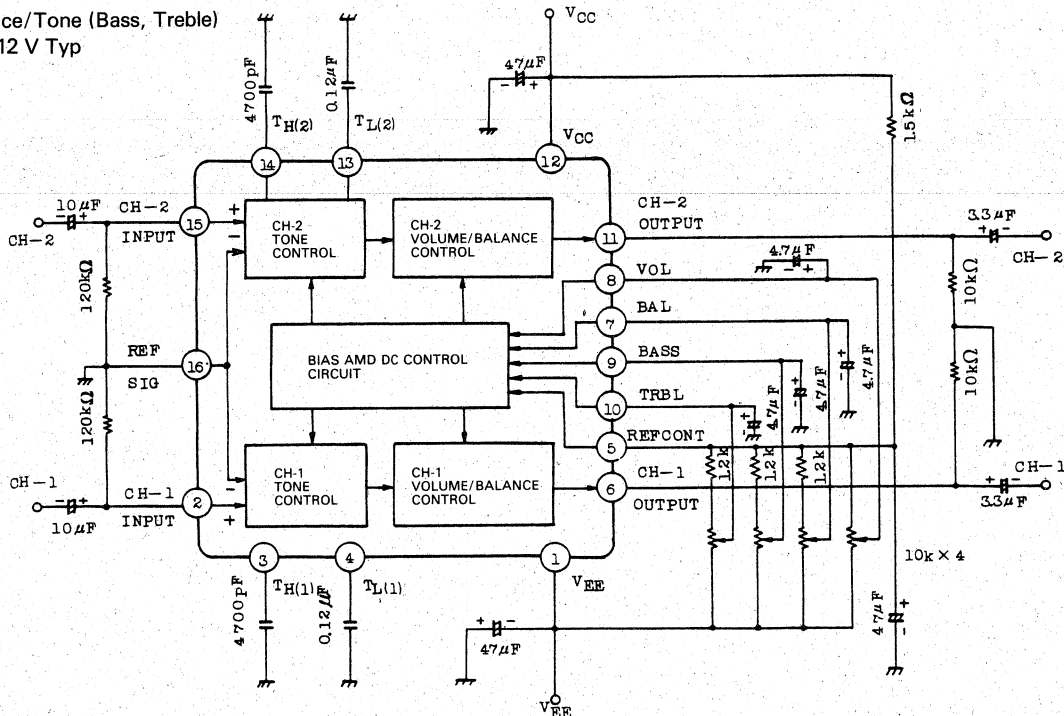 ce/Tone (Bass, Treble)
12 V Typ
VCC
47µF
- +
4700pF
0.12µF
TH(2)
TL(2)
VCC
1.5kΩ
14
13
12
10µF
- +
CH-2
INPUT
CH-2
15
+
-
CH-2
TONE
CONTROL
CH-2
VOLUME/BALANCE
CONTROL
11
CH-2
OUTPUT
3.3µF
+ -
CH-2
4.7µF
- +
8
VOL
120kΩ
10kΩ
7
BAL
REF
SIG
16
BIAS AMD DC CONTROL
CIRCUIT
9
BASS
+
-
4.7µF
+
-
4.7µF
+
-
4.7µF
10kΩ
10
TRBL
+
-
120kΩ
5
REFCONT
1.2k
1.2k
1.2k
CH-1
- +
10µF
CH-1
INPUT
2
-
+
CH-1
TONE
CONTROL
CH-1
VOLUME/BALANCE
CONTROL
6
CH-1
OUTPUT
+ -
3.3µF
CH-1
10k × 4
3
4
1
TH(1)
TL(1)
VEE
4700pF
0.12µF
+ -
47µF
4.7µF
+
-
VEE